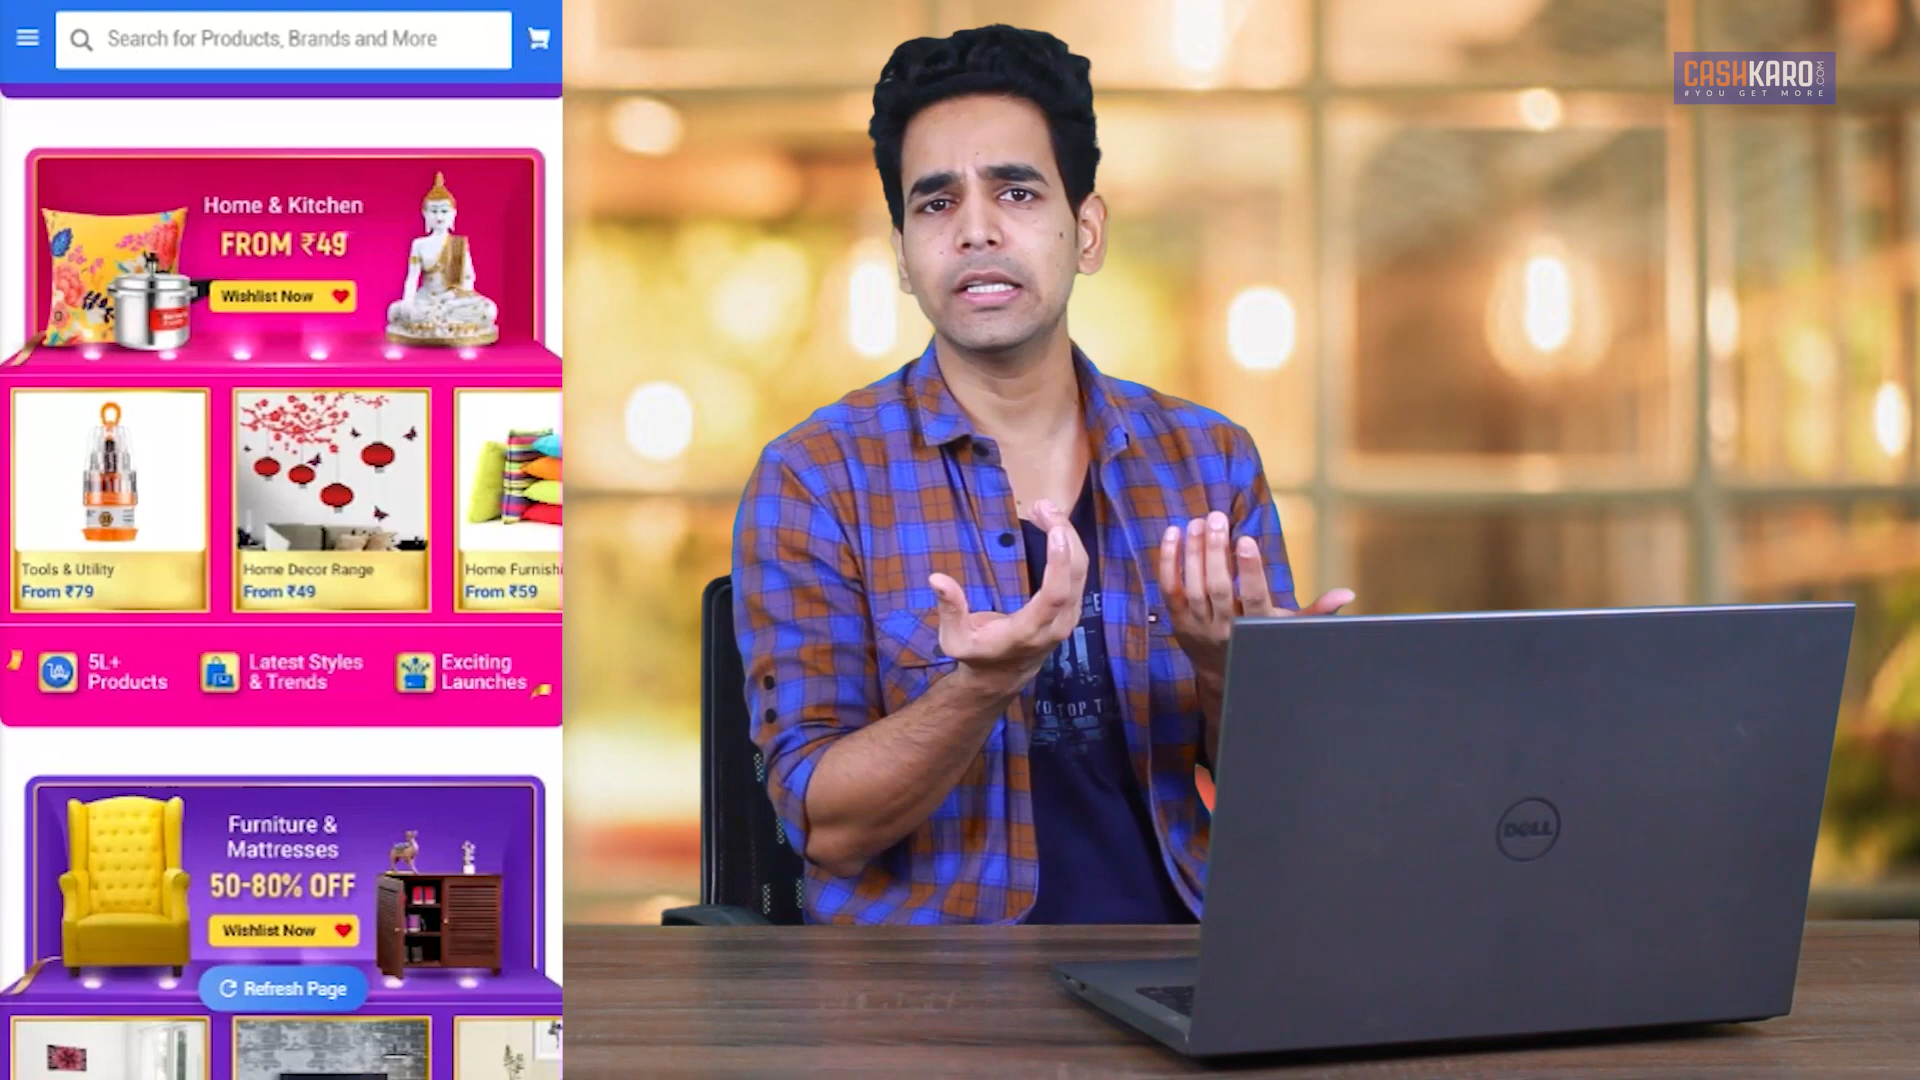 Search for Products, Brands and More
CASHKARO.COM
#YOU GET MORE
Home & Kitchen
FROM ₹49
Wishlist Now
Tools & Utility
From ₹79
Home Decor Range
From ₹49
Home Furnishi
From ₹59
5L+
Products
Latest Styles
& Trends
Exciting
Launches
Furniture &
Mattresses
50-80% OFF
Wishlist Now
Refresh Page
YO TOP T
DELL